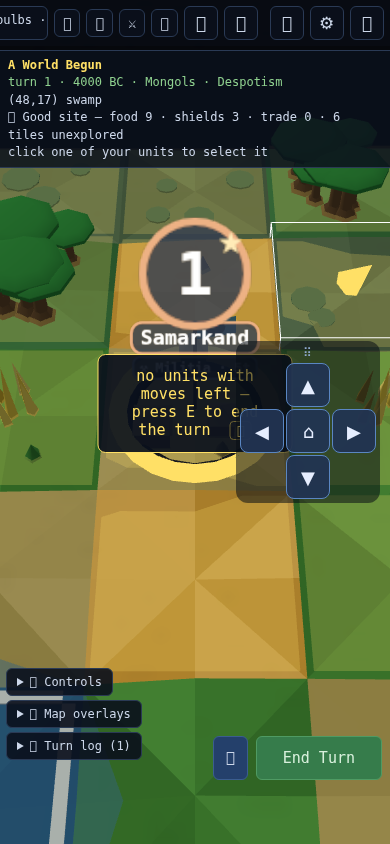 bulbs ·
A World Begun
turn 1 · 4000 BC · Mongols · Despotism
(48,17) swamp
Good site — food 9 · shields 3 · trade 0 · 6
tiles unexplored
click one of your units to select it
1
Samarkand
no units with
moves left —
press E to end
the turn
Controls
Map overlays
Turn log (1)
End Turn